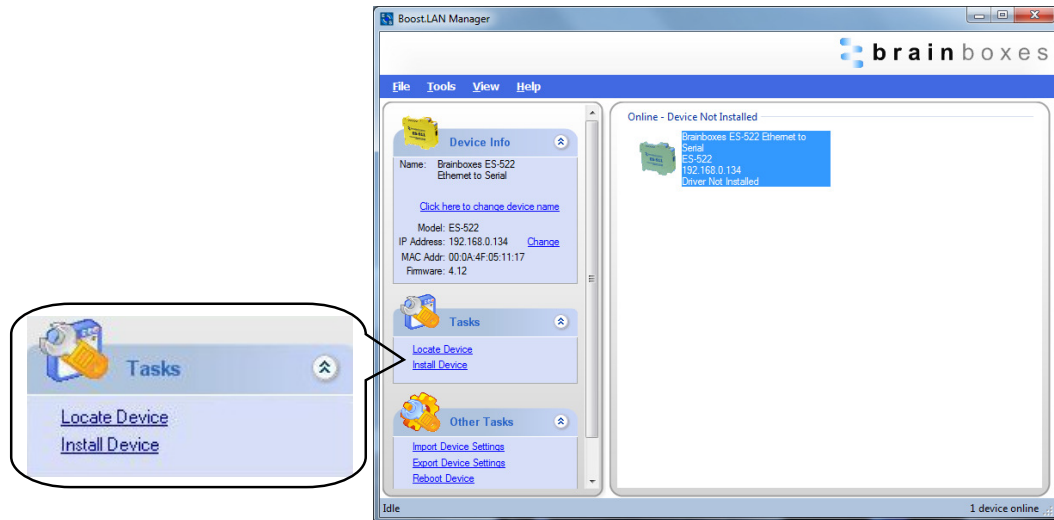 Boost.LAN Manager
brainboxes
File Tools View Help
Device Info
Name: Brainboxes ES-522
Ethernet to Serial
Click here to change device name
Model: ES-522
IP Address: 192.168.0.134 Change
MAC Addr: 00:0A:4F:05:11:17
Firmware: 4.12
Tasks
Locate Device
Install Device
Other Tasks
Import Device Settings
Export Device Settings
Reboot Device
Online - Device Not Installed
Brainboxes ES-522 Ethernet to
Serial
ES-522
192.168.0.134
Driver Not Installed
Idle
1 device online
Tasks
Locate Device
Install Device